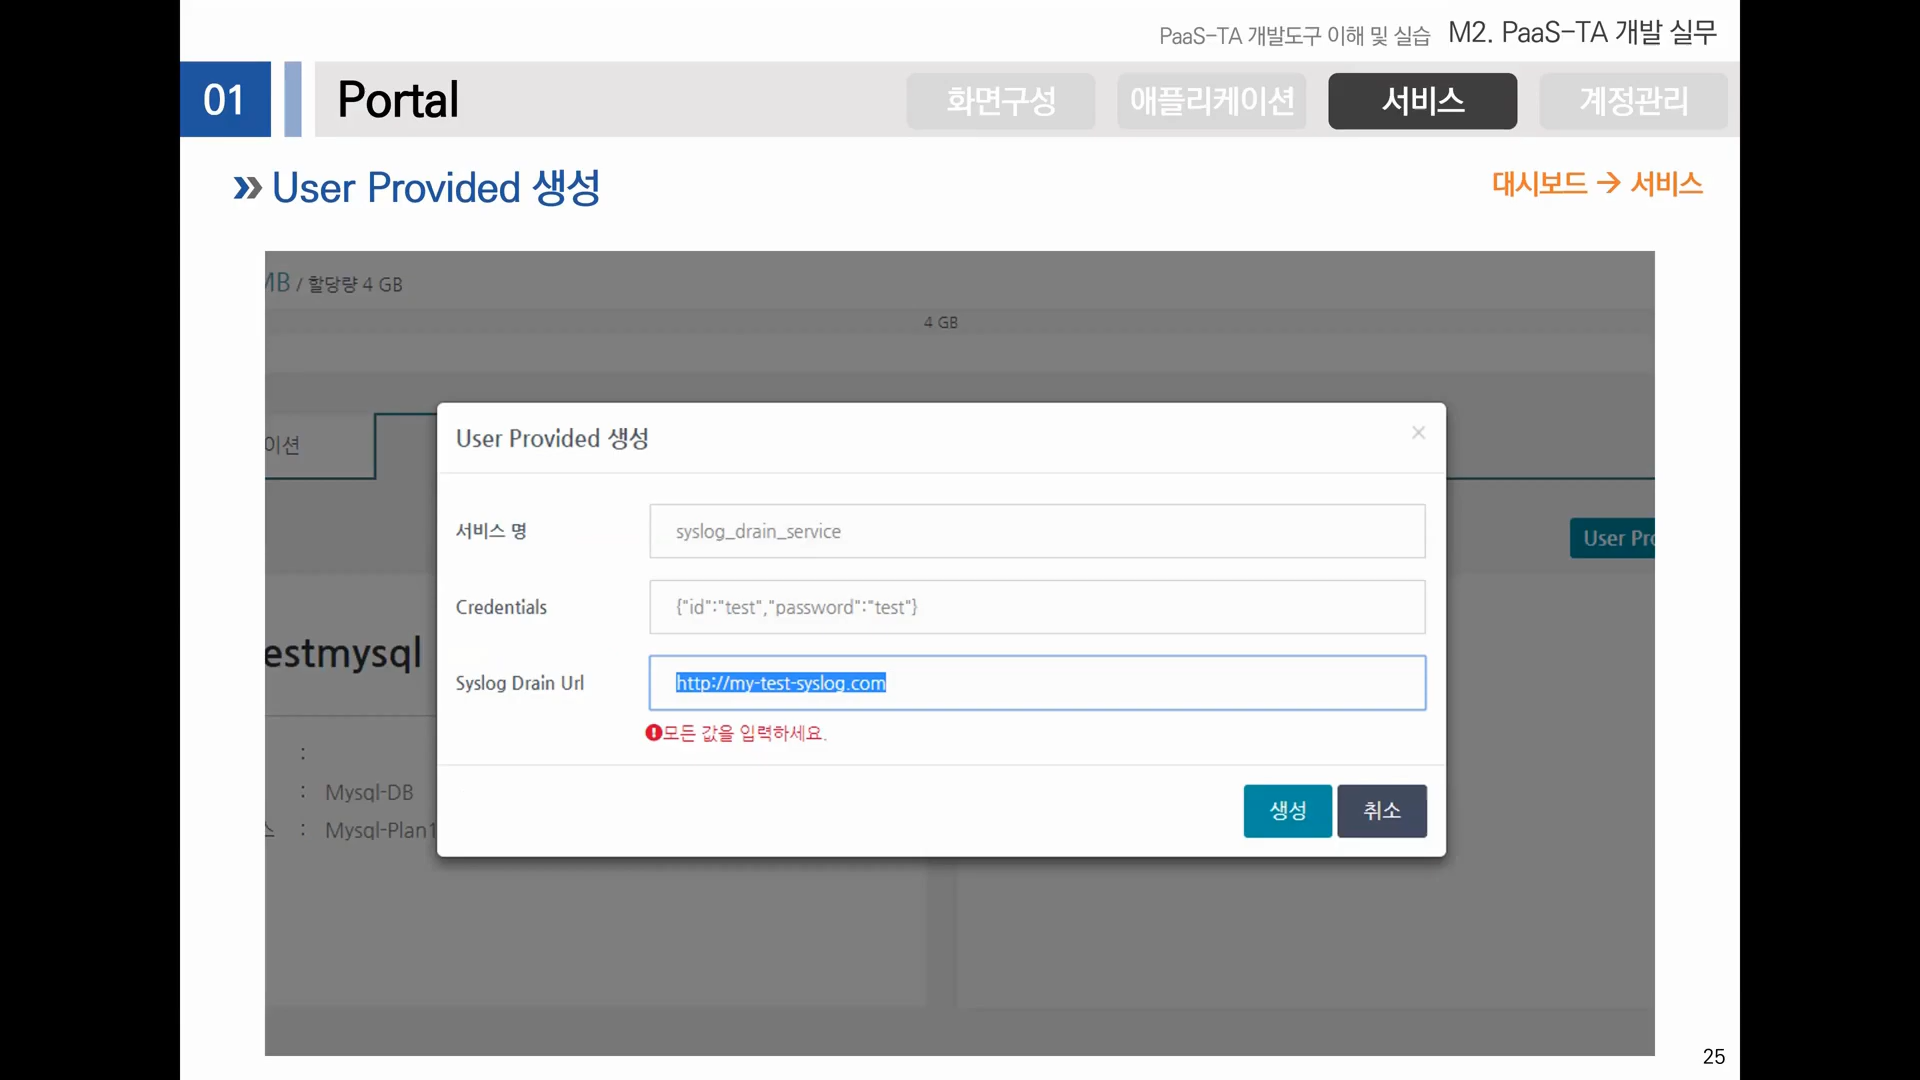 PaaS-TA 개발도구 이해 및 실습 M2. PaaS-TA 개발 실무
01 Portal 화면구성 애플리케이션 서비스 계정관리
User Provided 생성 대시보드 → 서비스
MB / 할당량 4 GB
4 GB
이션
User Provided 생성 ×
서비스 명 syslog_drain_service
User Pro
Credentials {"id":"test","password":"test"}
estmysql
Syslog Drain Url http://my-test-syslog.com
모든 값을 입력하세요.
:
: Mysql-DB
스 : Mysql-Plan1
생성 취소
25